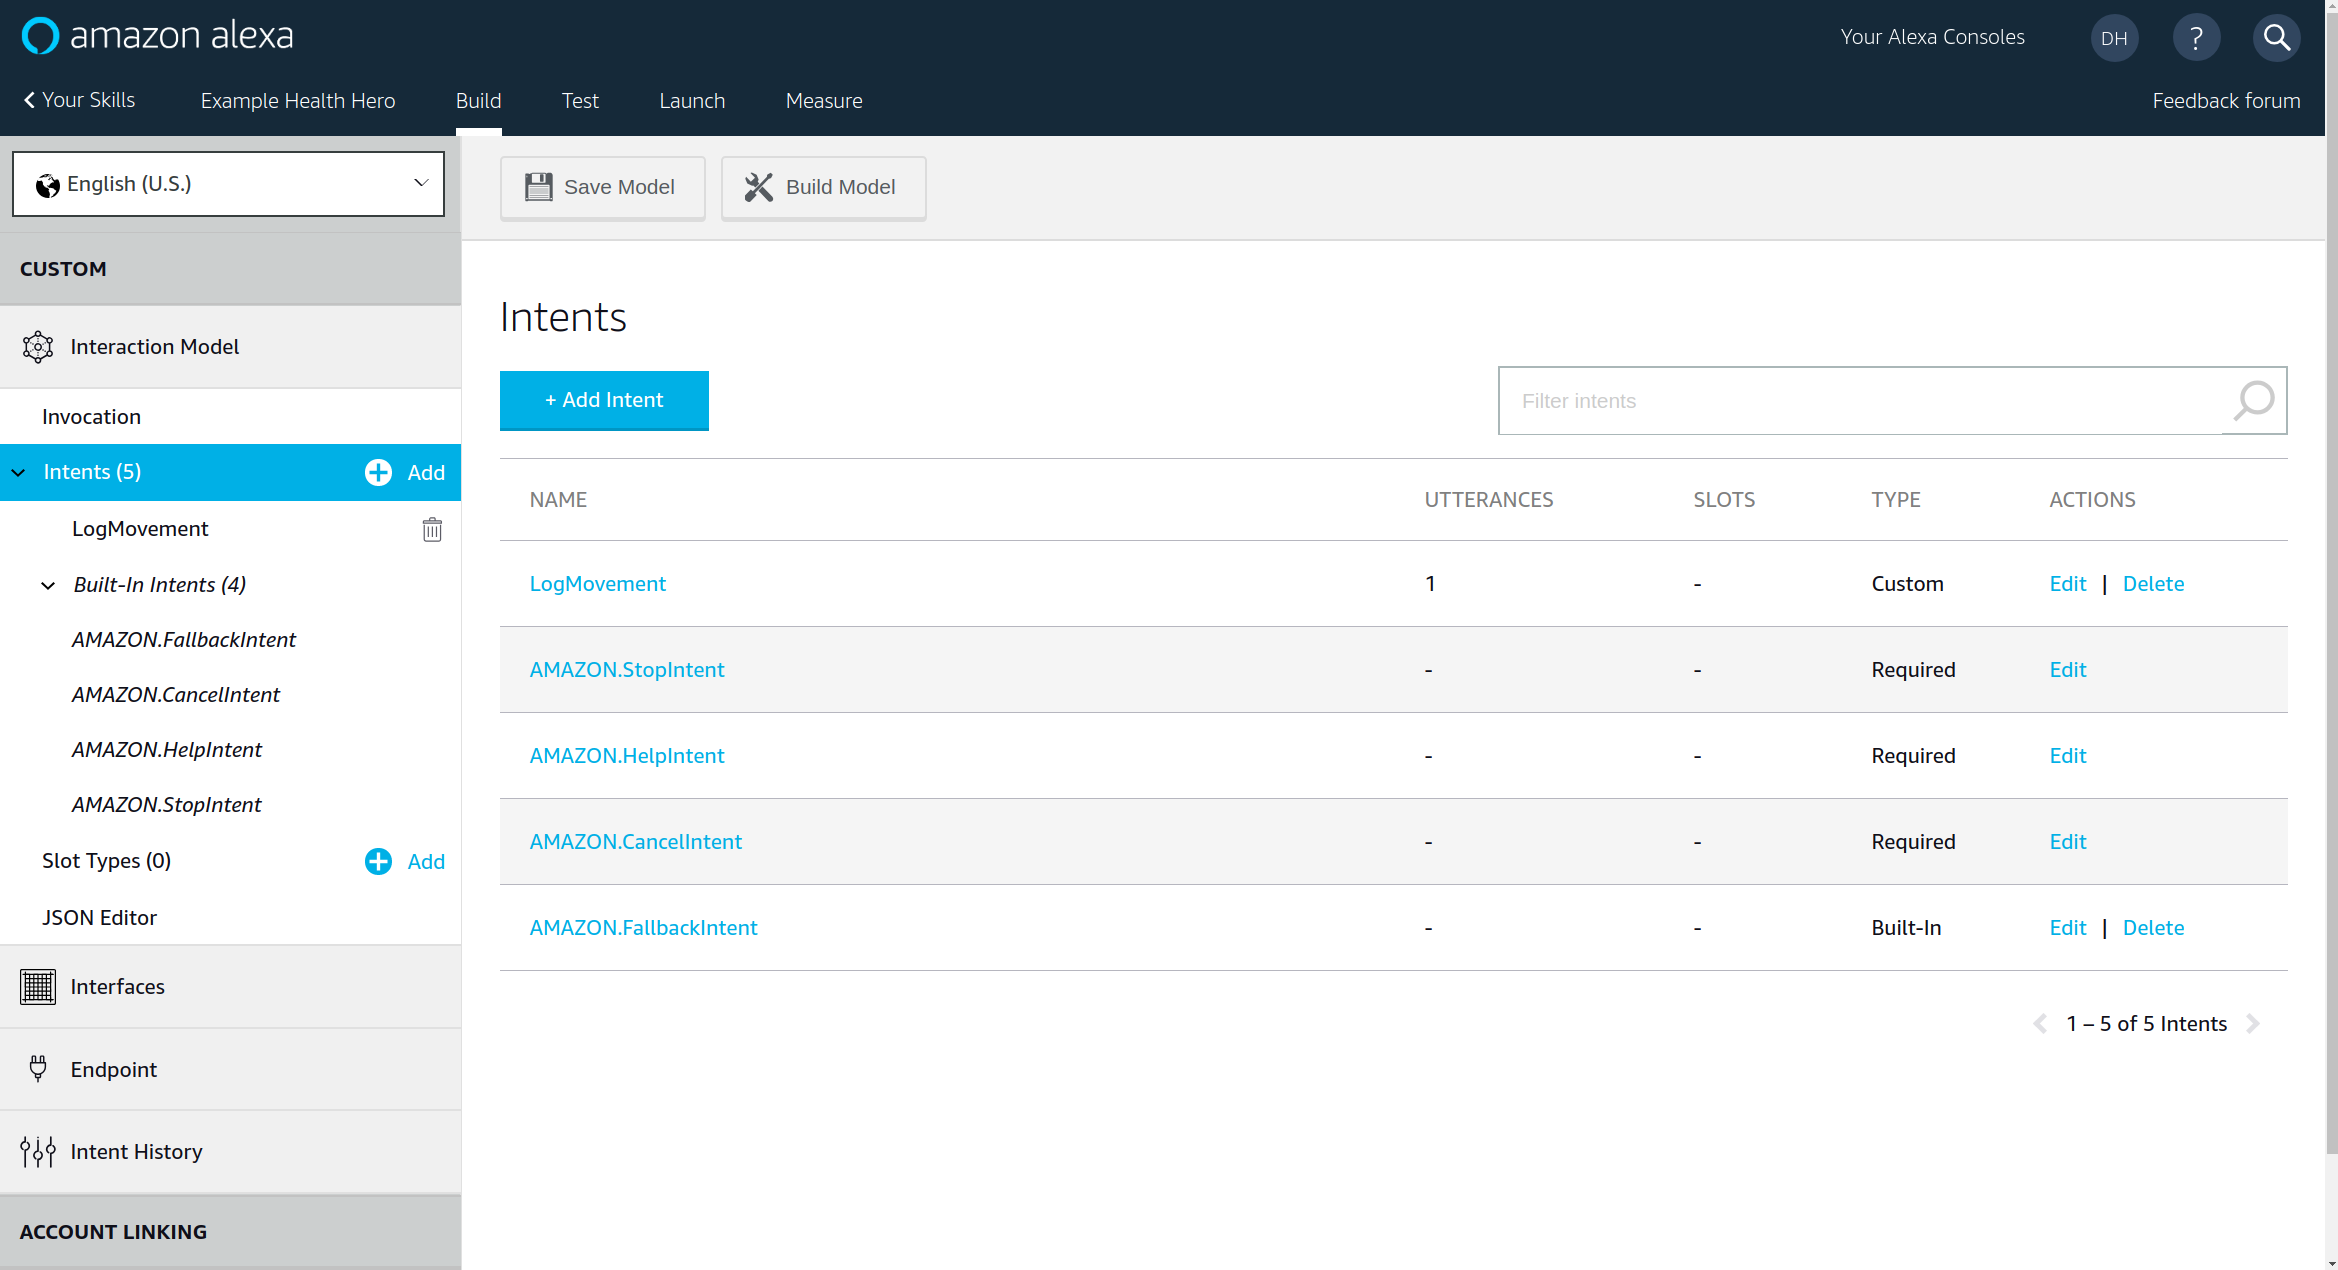 amazon alexa
Your Alexa Consoles
DH
?
Your Skills
Example Health Hero
Build
Test
Launch
Measure
Feedback forum
English (U.S.)
Save Model
Build Model
CUSTOM
Interaction Model
Invocation
Intents (5)
Add
LogMovement
Built-In Intents (4)
AMAZON.FallbackIntent
AMAZON.CancelIntent
AMAZON.HelpIntent
AMAZON.StopIntent
Slot Types (0)
Add
JSON Editor
Interfaces
Endpoint
Intent History
ACCOUNT LINKING
Intents
+ Add Intent
Filter intents
NAME UTTERANCES SLOTS TYPE ACTIONS
LogMovement 1 - Custom Edit | Delete
AMAZON.StopIntent - - Required Edit
AMAZON.HelpIntent - - Required Edit
AMAZON.CancelIntent - - Required Edit
AMAZON.FallbackIntent - - Built-In Edit | Delete
1 – 5 of 5 Intents